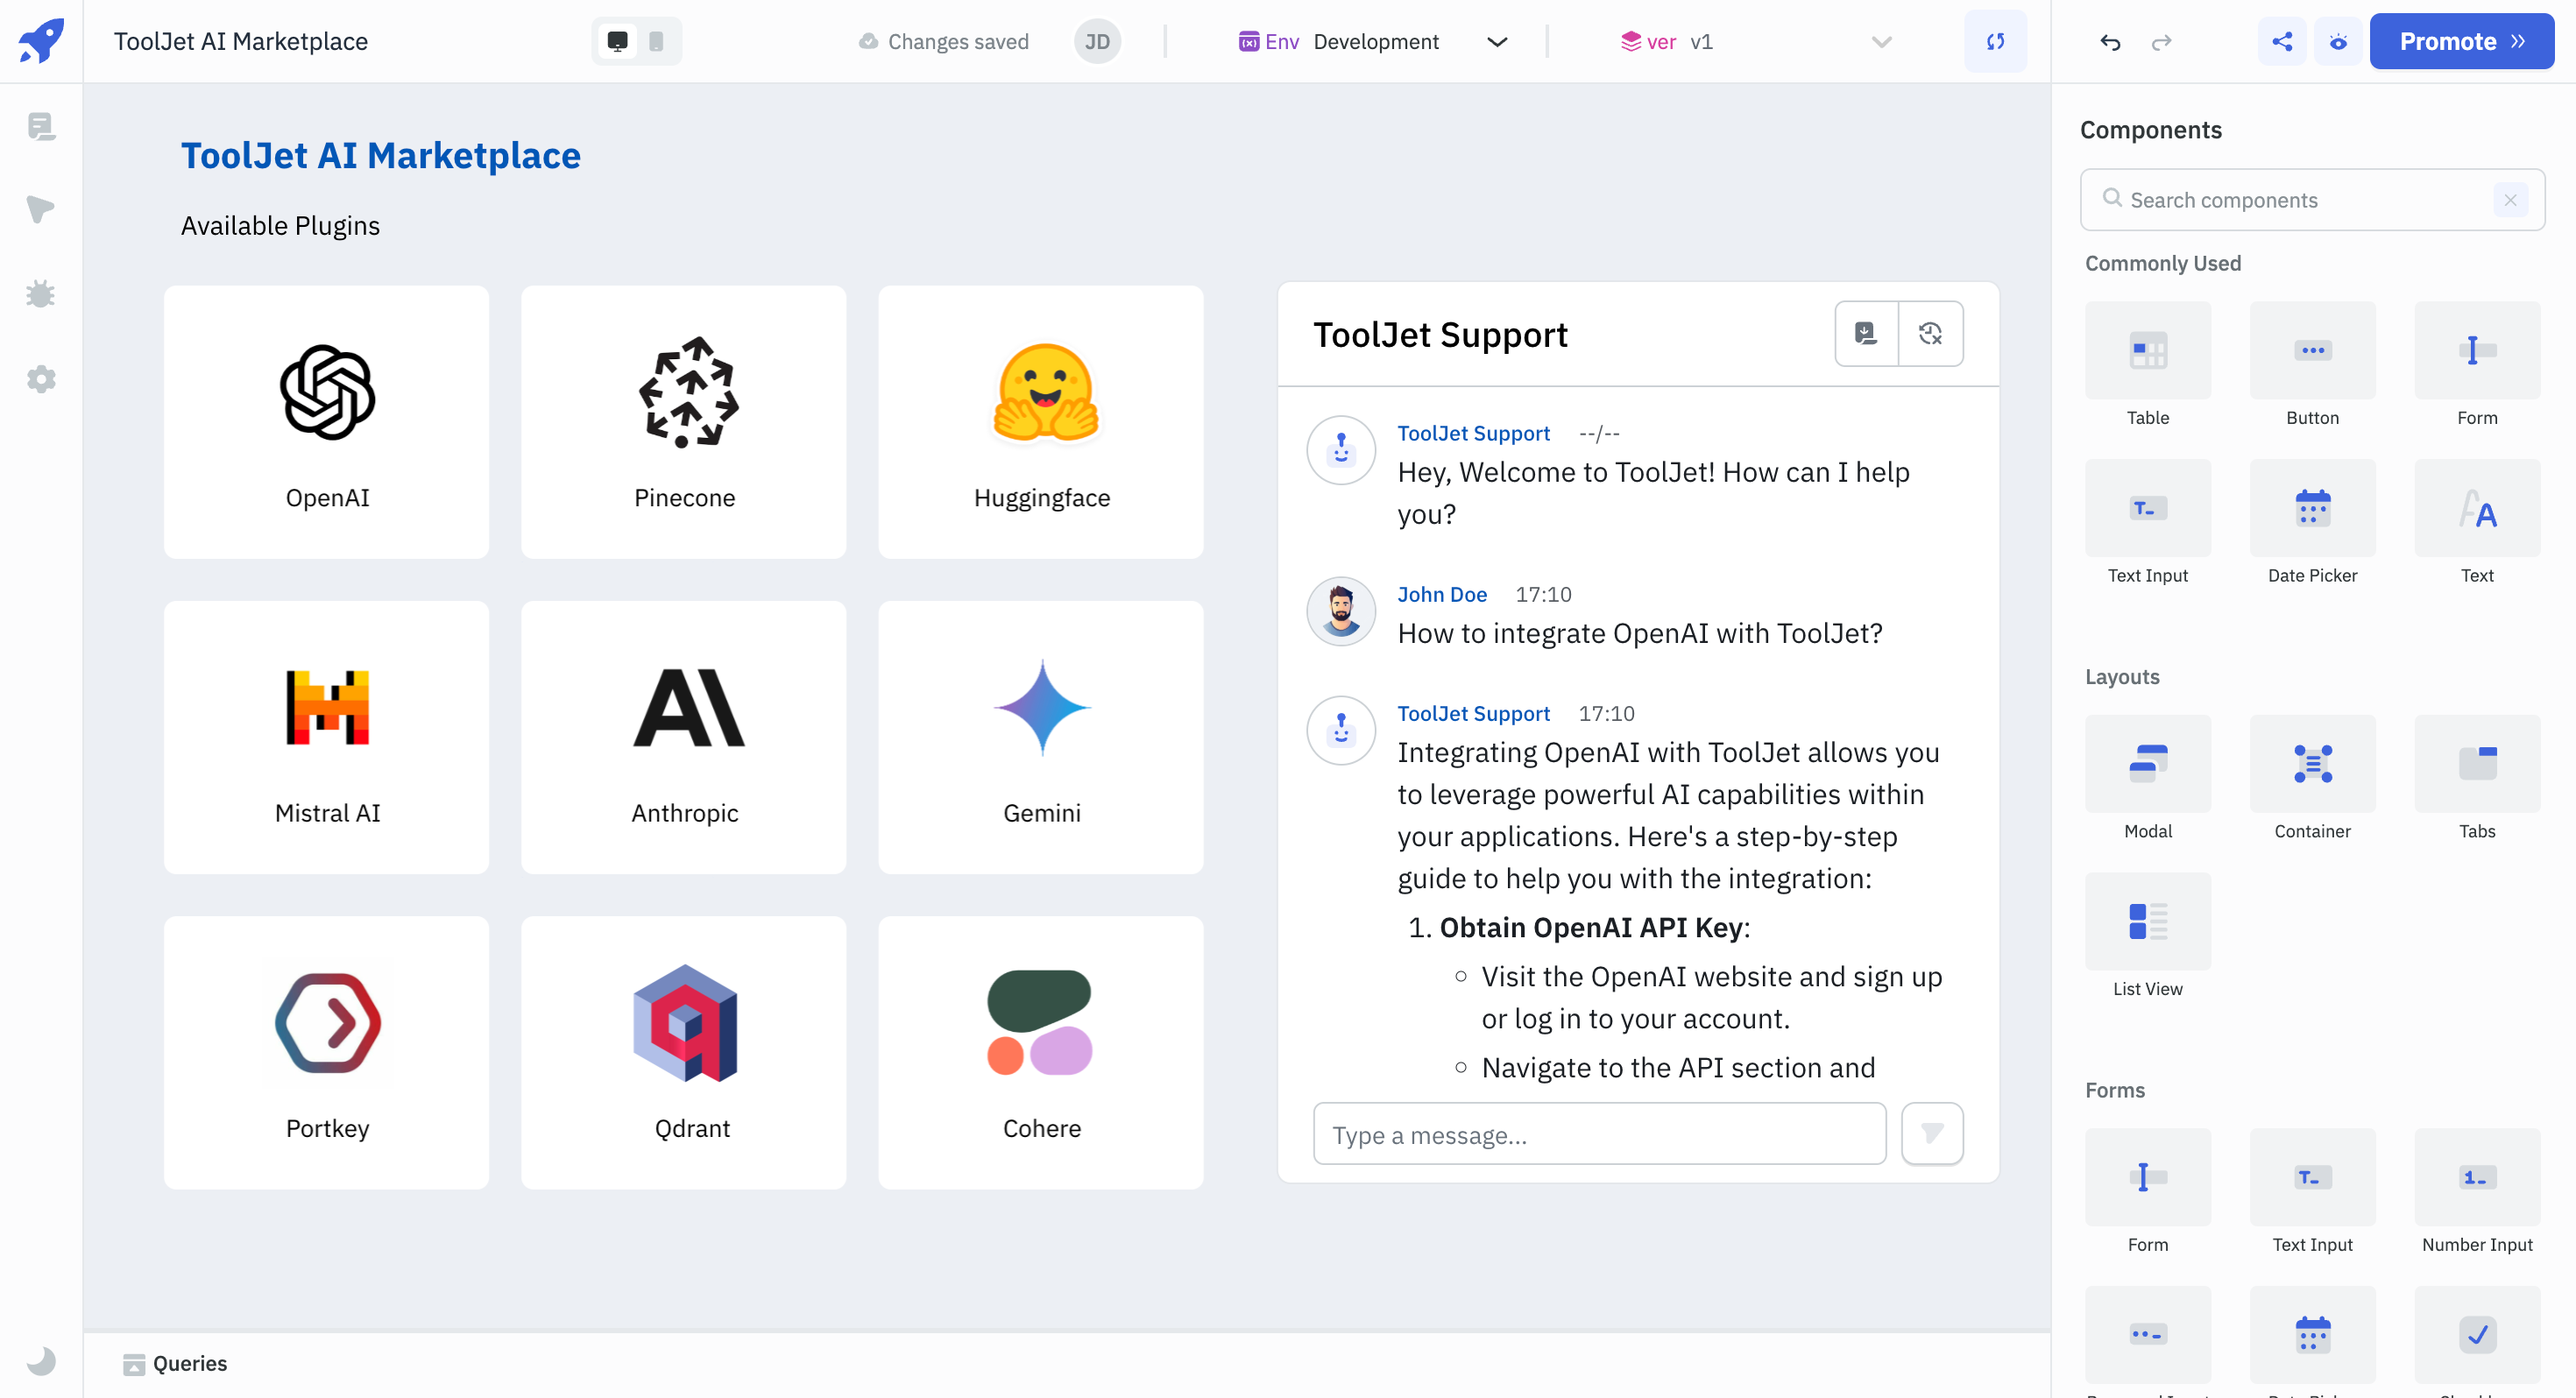 ToolJet AI Marketplace
Changes saved
JD
Env Development
ver v1
Promote
ToolJet AI Marketplace
Available Plugins
OpenAI
Pinecone
Huggingface
Mistral AI
Anthropic
Gemini
Portkey
Qdrant
Cohere
ToolJet Support
ToolJet Support --/--
Hey, Welcome to ToolJet! How can I help
you?
John Doe 17:10
How to integrate OpenAI with ToolJet?
ToolJet Support 17:10
Integrating OpenAI with ToolJet allows you
to leverage powerful AI capabilities within
your applications. Here's a step-by-step
guide to help you with the integration:
1. Obtain OpenAI API Key:
Visit the OpenAI website and sign up
or log in to your account.
Navigate to the API section and
Type a message...
Queries
Components
Search components
Commonly Used
Table
Button
Form
Text Input
Date Picker
Text
Layouts
Modal
Container
Tabs
List View
Forms
Form
Text Input
Number Input